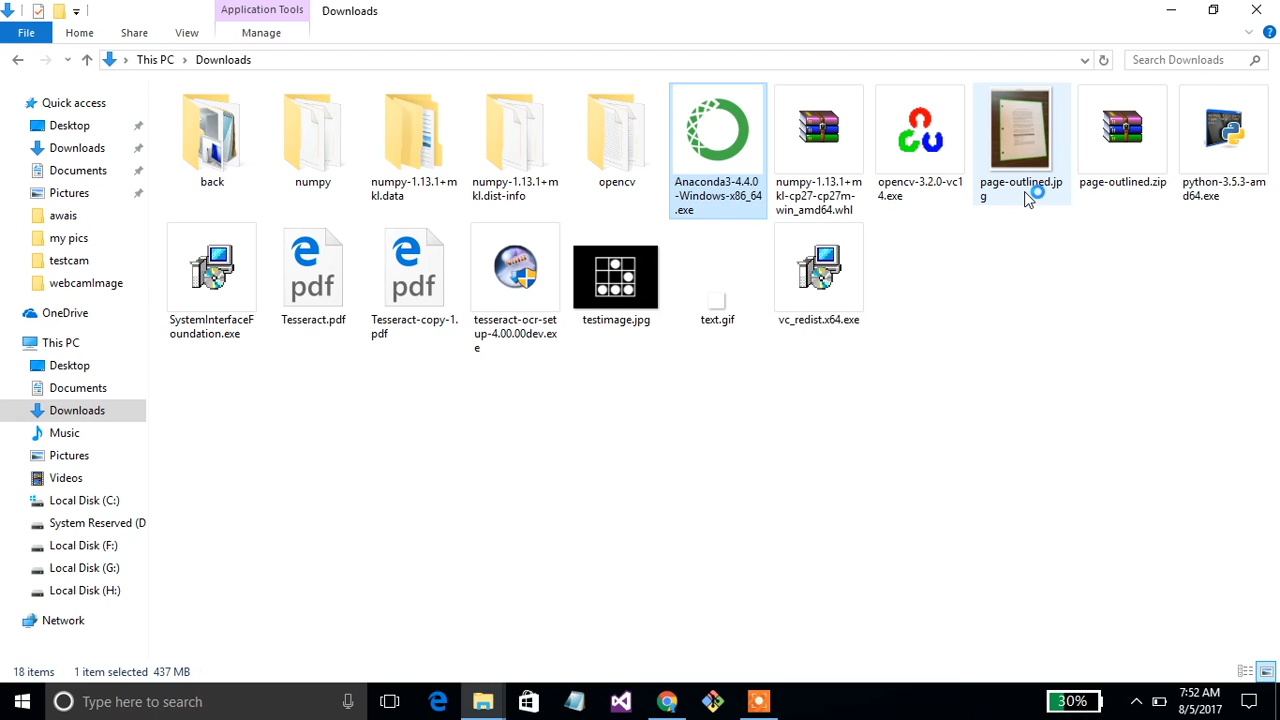 Application Tools
Downloads
File
Home
Share
View
Manage
This PC
Downloads
Search Downloads
Quick access
Desktop
Downloads
Documents
Pictures
awais
my pics
testcam
webcamImage
OneDrive
This PC
Desktop
Documents
Downloads
Music
Pictures
Videos
Local Disk (C:)
System Reserved (D
Local Disk (F:)
Local Disk (G:)
Local Disk (H:)
Network
back
numpy
numpy-1.13.1+m
kl.data
numpy-1.13.1+m
kl.dist-info
opencv
Anaconda3-4.4.0
-Windows-x86_64
.exe
numpy-1.13.1+m
kl-cp27-cp27m-
win_amd64.whl
opencv-3.2.0-vc1
4.exe
page-outlined.jp
g
page-outlined.zip
python-3.5.3-am
d64.exe
SystemInterfaceF
oundation.exe
pdf
Tesseract.pdf
pdf
Tesseract-copy-1.
pdf
tesseract-ocr-set
up-4.00.00dev.ex
e
testimage.jpg
text.gif
vc_redist.x64.exe
18 items
1 item selected 437 MB
Type here to search
30%
7:52 AM
8/5/2017